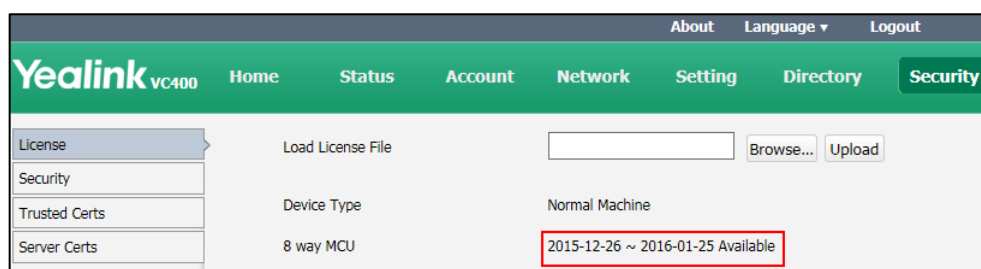 About Language ▾ Logout
Yealink VC400 Home Status Account Network Setting Directory Security
License Load License File Browse... Upload
Security
Trusted Certs Device Type Normal Machine
Server Certs 8 way MCU 2015-12-26 ~ 2016-01-25 Available